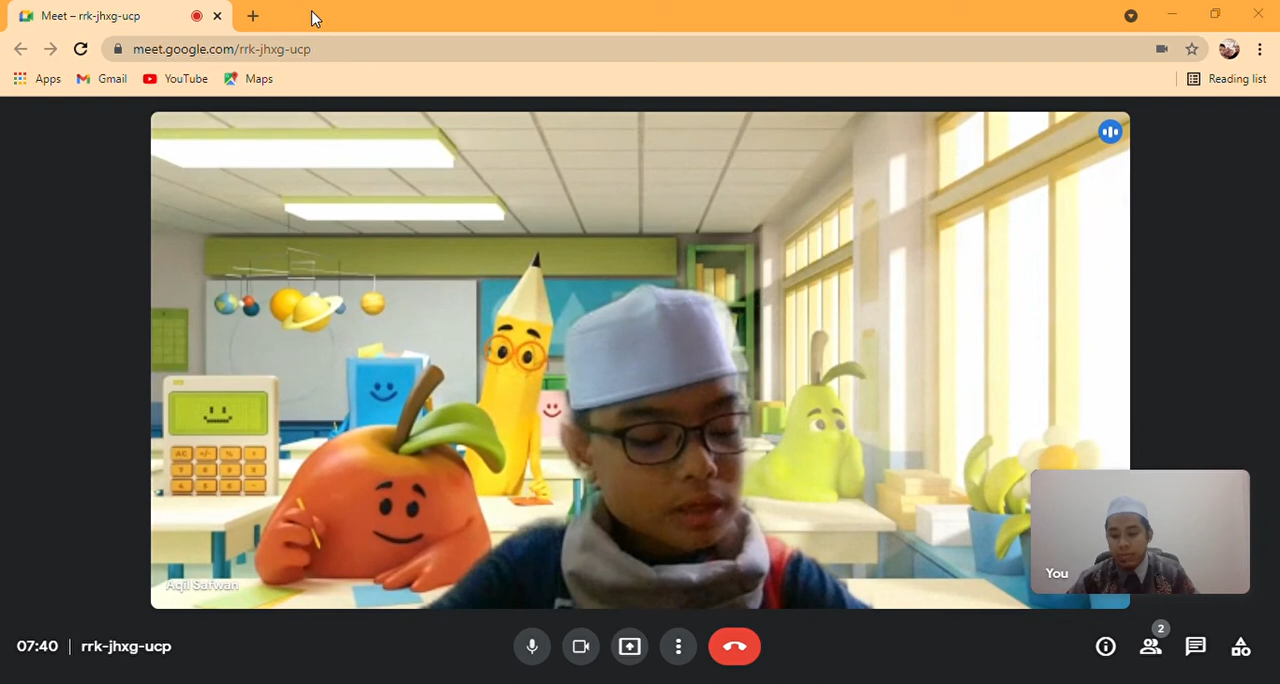 Meet – rrk-jhxg-ucp
meet.google.com/rrk-jhxg-ucp
Apps Gmail YouTube Maps Reading list
Aqil Safwan
You
07:40 | rrk-jhxg-ucp
2